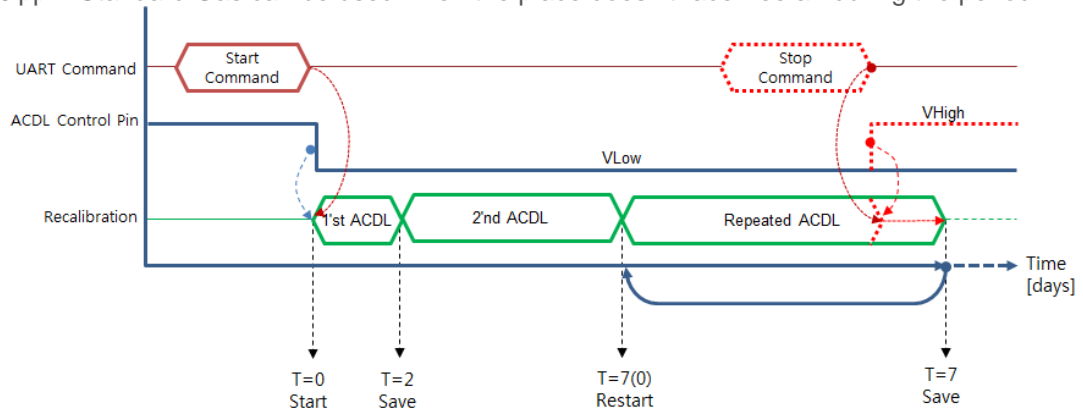 Start
Command
Stop
Command
UART Command
ACDL Control Pin
VHigh
VLow
Recalibration
1'st ACDL
2'nd ACDL
Repeated ACDL
Time
[days]
T=0
Start
T=2
Save
T=7(0)
Restart
T=7
Save